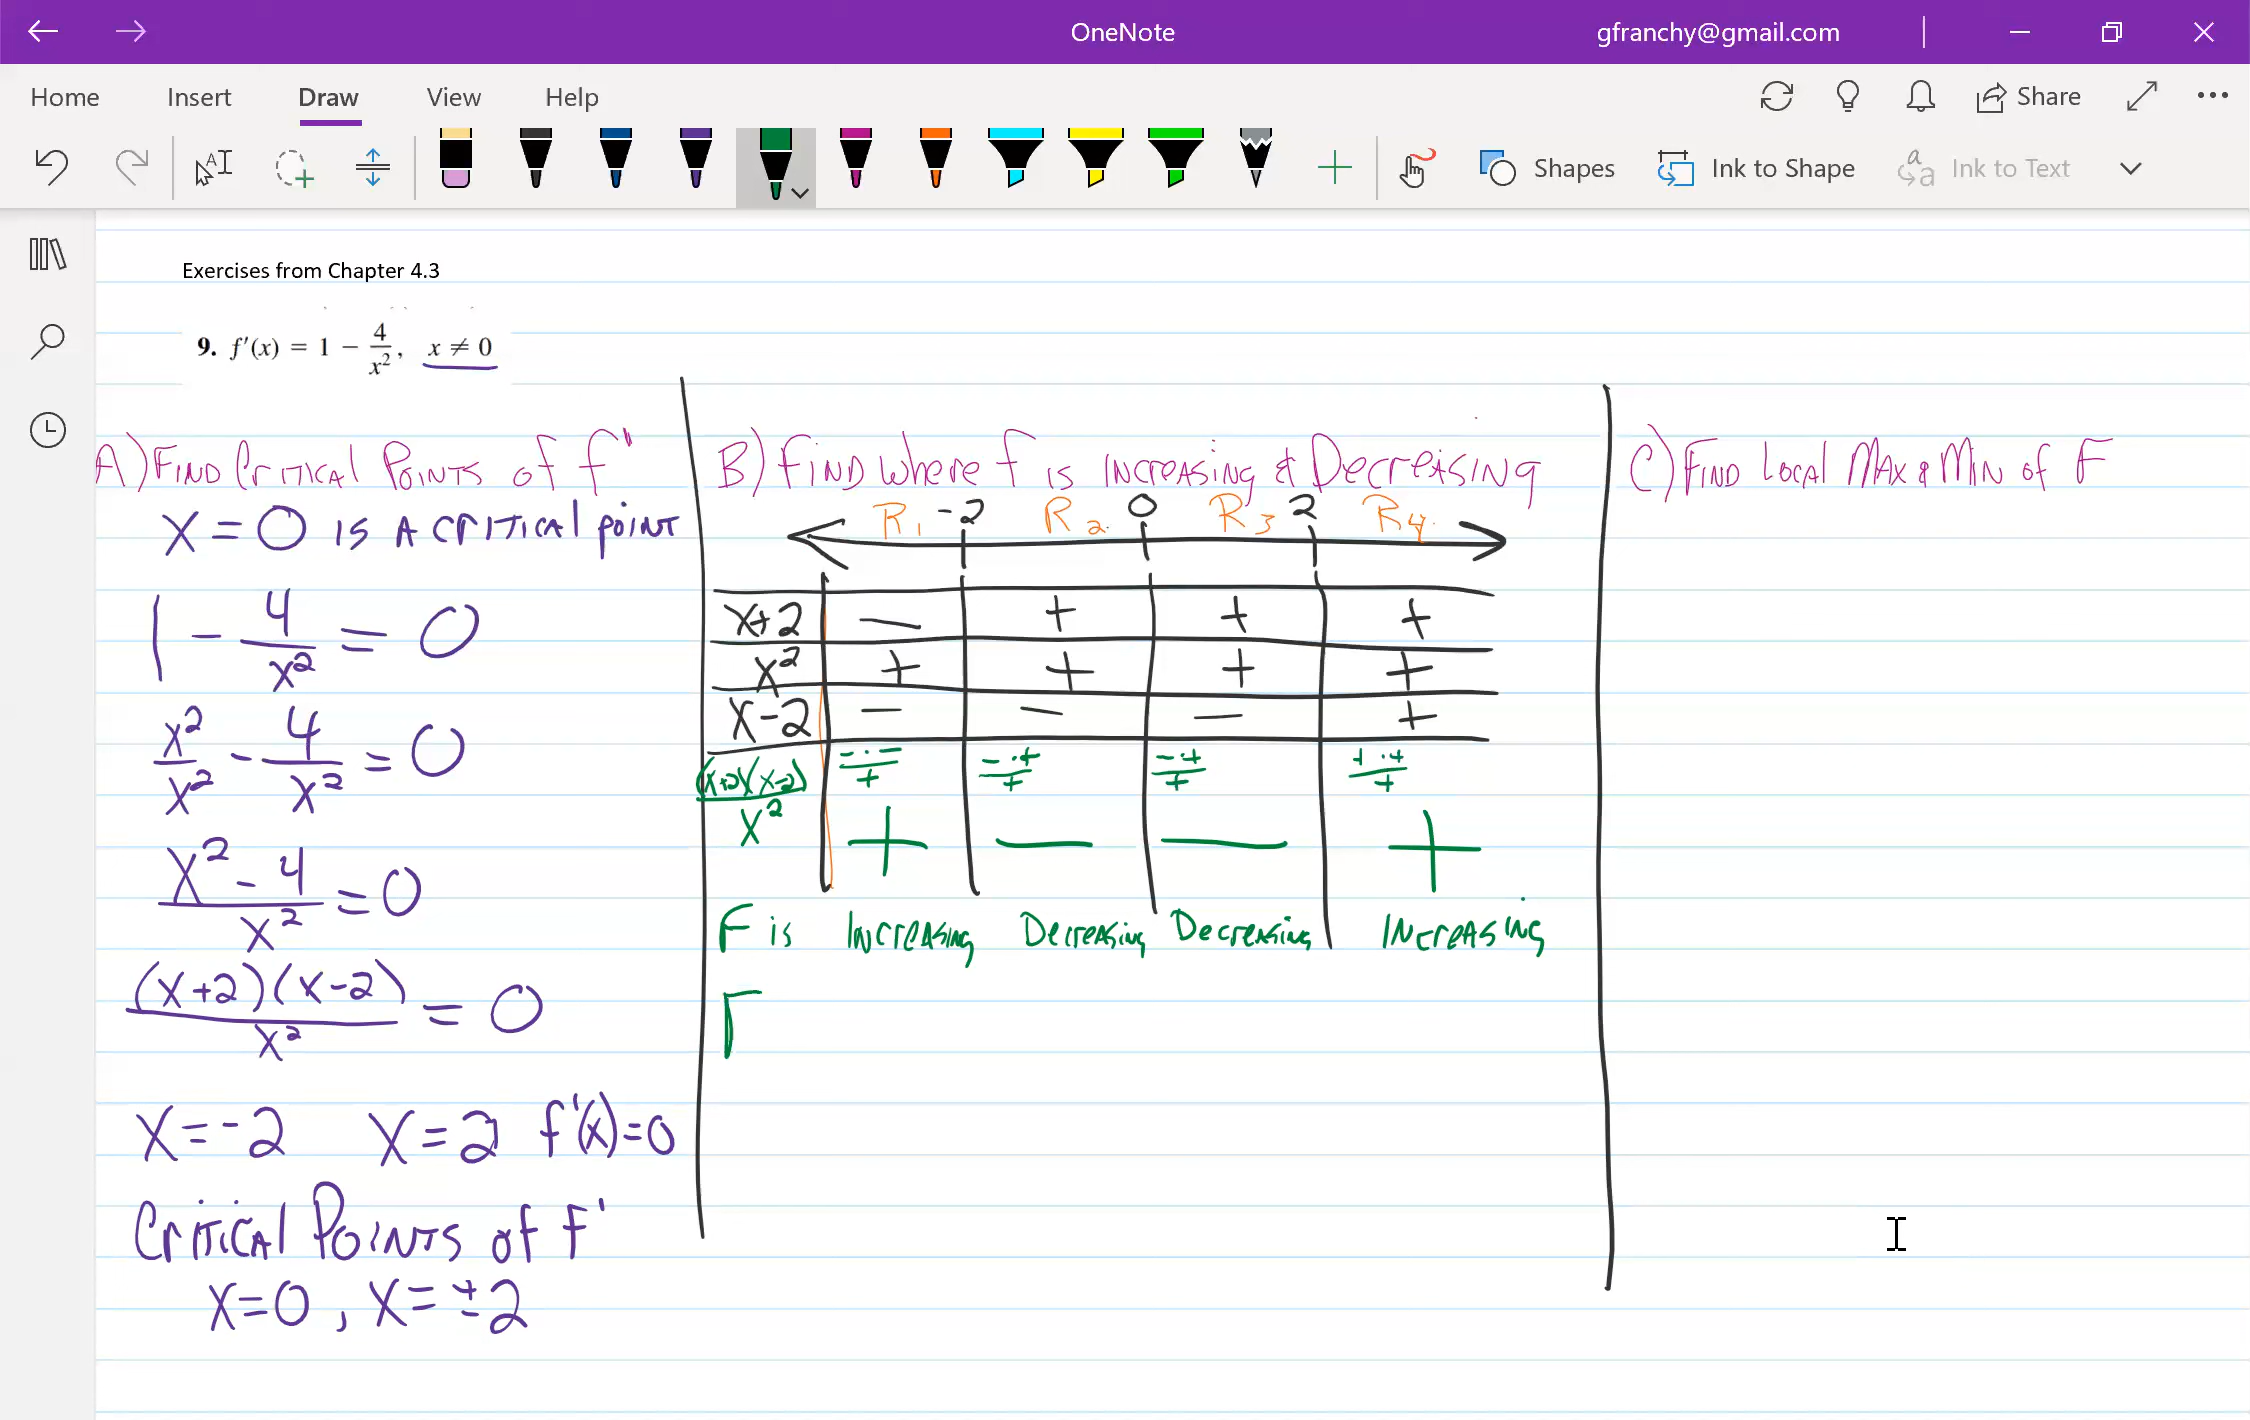 OneNote
gfranchy@gmail.com
Home Insert Draw View Help
Share
Shapes Ink to Shape Ink to Text
Exercises from Chapter 4.3
9. f'(x) = 1 − 4/x², x ≠ 0
A) Find Critical Points of f'
x = 0 is a critical point
1 − 4/x² = 0
x²/x² − 4/x² = 0
x² − 4/x² = 0
(x+2)(x−2)/x² = 0
x = −2 x = 2 f'(x) = 0
Critical Points of f'
x = 0, x = ±2
B) Find where f is Increasing & Decreasing
R1 −2 R2 0 R3 2 R4
x+2 − + + +
x² + + + +
x−2 − − − +
(x+2)(x−2)/x² −·−/+ −·+/+ −·+/+ +·+/+
+ − − +
F is Increasing Decreasing Decreasing Increasing
C) Find Local Max & Min of F